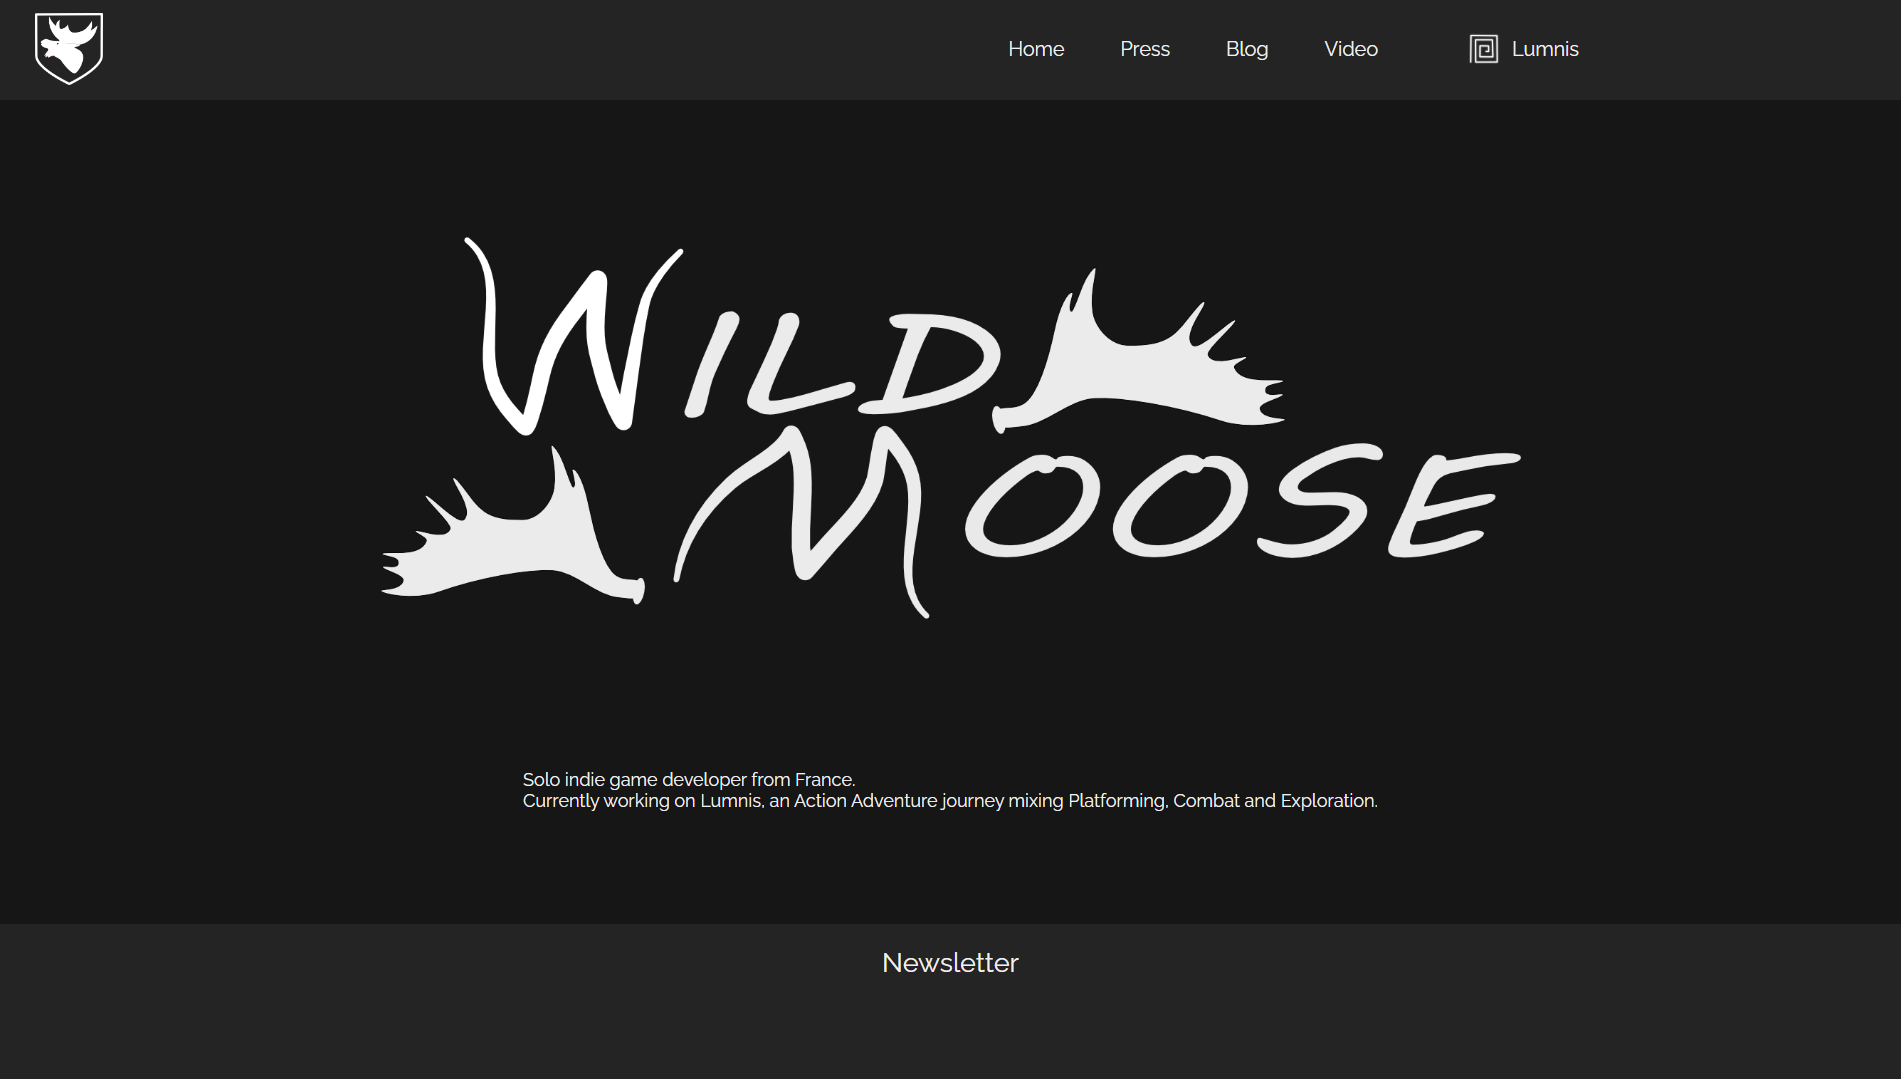 Home Press Blog Video Lumnis
WILD
MOOSE
Solo indie game developer from France.
Currently working on Lumnis, an Action Adventure journey mixing Platforming, Combat and Exploration.
Newsletter